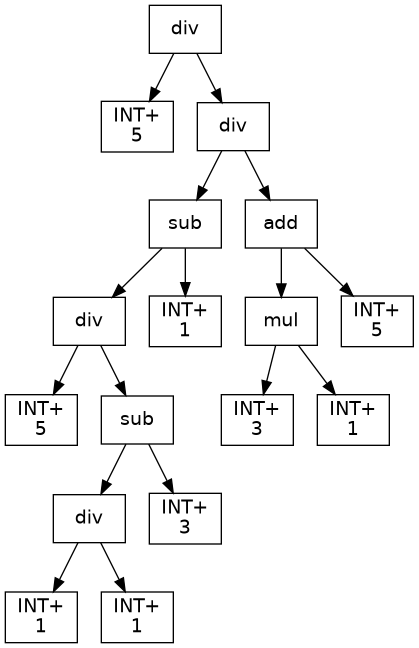 div
INT+
5
div
sub
add
div
INT+
1
mul
INT+
5
INT+
5
sub
INT+
3
INT+
1
div
INT+
3
INT+
1
INT+
1